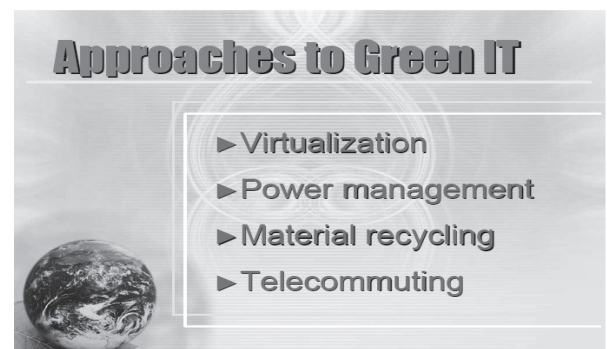 Approaches to Green IT
►Virtualization
►Power management
►Material recycling
►Telecommuting